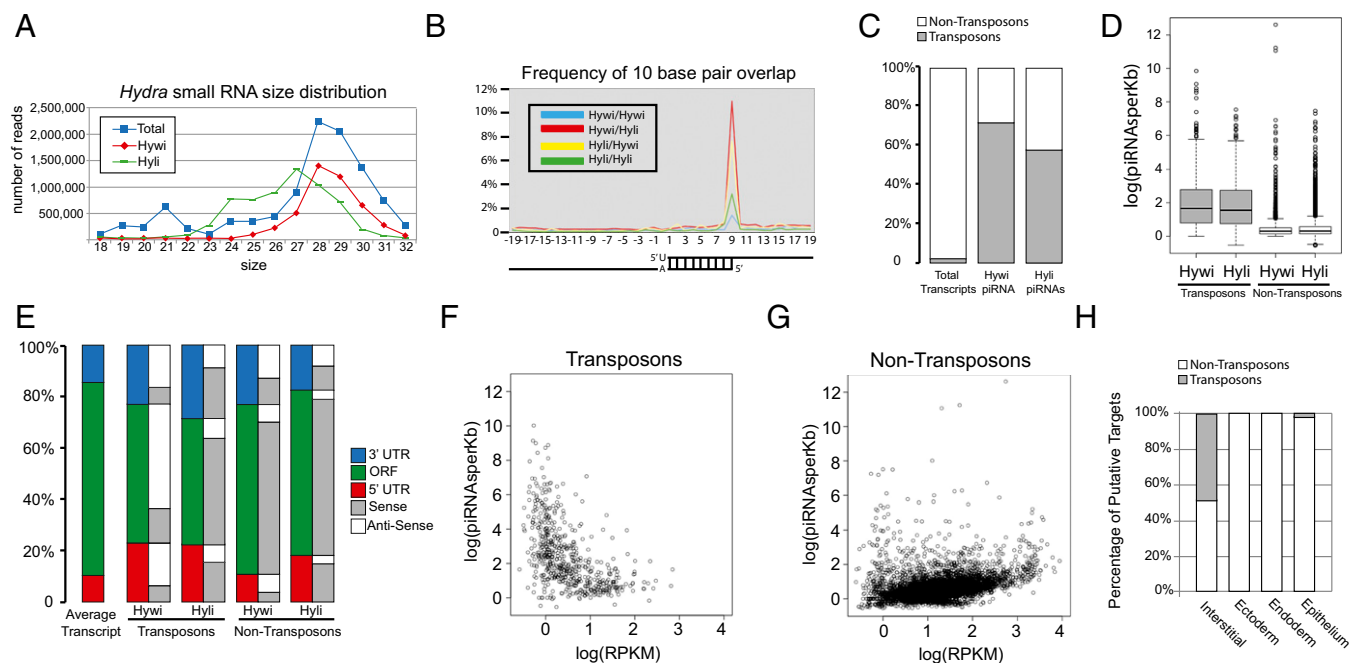 A
Hydra small RNA size distribution
2,500,000
2,000,000
1,500,000
1,000,000
500,000
number of reads
Total
Hywi
Hyli
18 19 20 21 22 23 24 25 26 27 28 29 30 31 32
size
B
Frequency of 10 base pair overlap
12%
10%
8%
6%
4%
2%
0
Hywi/Hywi
Hywi/Hyli
Hyli/Hywi
Hyli/Hyli
-19-17-15-13 -11 -9 -7 -5 -3 -1 1 3 5 7 9 11 13 15 17 19
5' U
A
5'
C
Non-Transposons
Transposons
100%
80%
60%
40%
20%
0
Total
Transcripts
Hywi
piRNA
Hyli
piRNAs
D
log(piRNAsperKb)
12
10
8
6
4
2
0
Hywi Hyli Hywi Hyli
Transposons Non-Transposons
E
100%
80%
60%
40%
20%
0
Average
Transcript
Hywi Hyli Hywi Hyli
Transposons Non-Transposons
3' UTR
ORF
5' UTR
Sense
Anti-Sense
F
Transposons
log(piRNAsperKb)
12
10
8
6
4
2
0
0 1 2 3 4
log(RPKM)
G
Non-Transposons
log(piRNAsperKb)
12
10
8
6
4
2
0
0 1 2 3 4
log(RPKM)
H
Non-Transposons
Transposons
Percentage of Putative Targets
100%
80%
60%
40%
20%
0%
Interstitial
Ectoderm
Endoderm
Epithelium